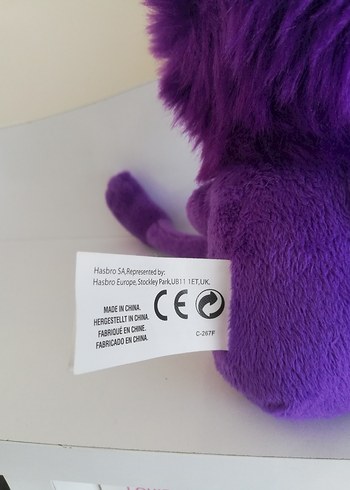 Hasbro SA,Represented by:
Hasbro Europe, Stockley Park,UB11 1ET,UK.
MADE IN CHINA.
HERGESTELLT IN CHINA.
FABRIQUÉ EN CHINE.
FABRICADO EN CHINA.
CE
C-267F